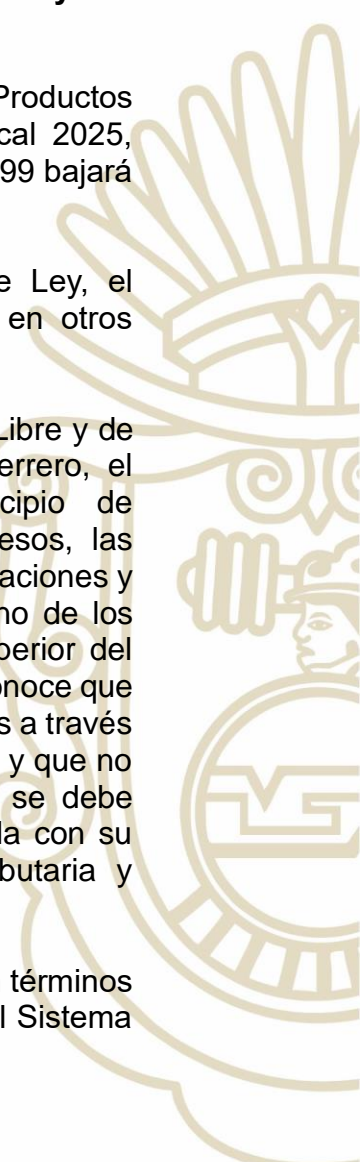 Productos
cal 2025,
99 bajará
e Ley, el
en otros
Libre y de
errero, el
cipio de
esos, las
aciones y
no de los
perior del
onoce que
s a través
y que no
se debe
la con su
butaria y
términos
l Sistema